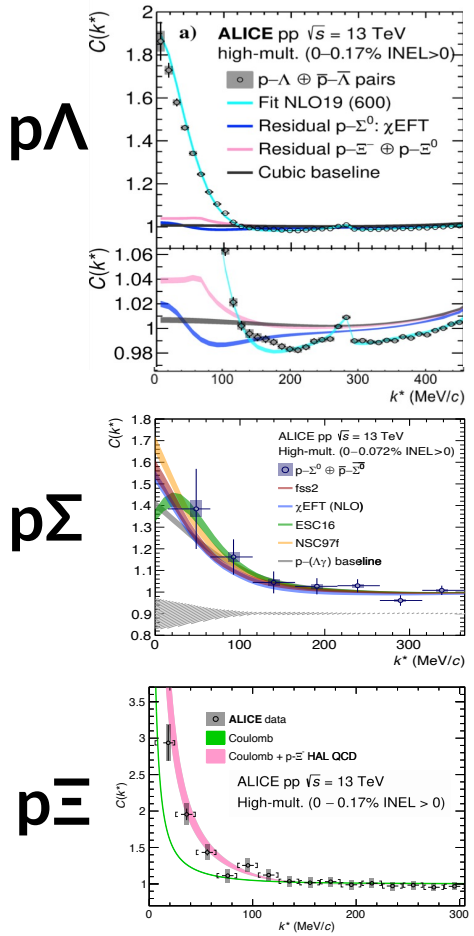 pΛ
C(k*)
2
1.8
1.6
1.4
1.2
1
a) ALICE pp √s = 13 TeV
high-mult. (0–0.17% INEL>0)
p–Λ ⊕ p̅–Λ̅ pairs
Fit NLO19 (600)
Residual p–Σ⁰: χEFT
Residual p–Ξ⁻ ⊕ p–Ξ⁰
Cubic baseline
C(k*)
1.06
1.04
1.02
1
0.98
0 100 200 300 400
k* (MeV/c)
pΣ
C(k*)
1.8
1.7
1.6
1.5
1.4
1.3
1.2
1.1
1
0.9
0.8
ALICE pp √s = 13 TeV
High-mult. (0–0.072% INEL>0)
p–Σ⁰ ⊕ p̅–Σ̅⁰
fss2
χEFT (NLO)
ESC16
NSC97f
p–(Λγ) baseline
0 50 100 150 200 250 300 350
k* (MeV/c)
pΞ
C(k*)
3.5
3
2.5
2
1.5
1
ALICE data
Coulomb
Coulomb + p-Ξ⁻ HAL QCD
ALICE pp √s = 13 TeV
High-mult. (0 – 0.17% INEL > 0)
0 100 200 300
k* (MeV/c)